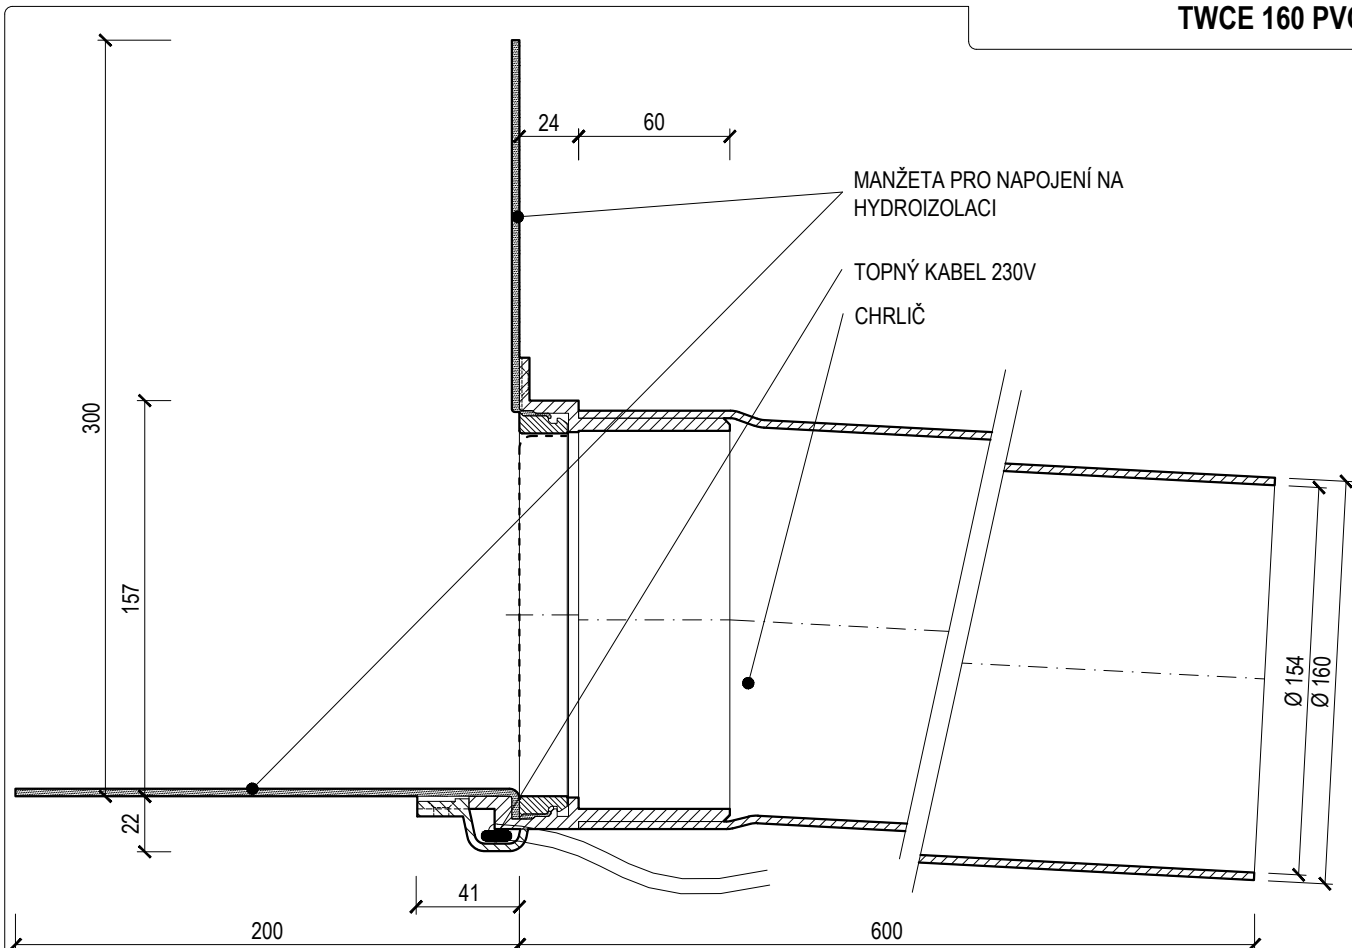 TWCE 160 PVC
24
60
MANŽETA PRO NAPOJENÍ NA
HYDROIZOLACI
TOPNÝ KABEL 230V
CHRLIČ
300
157
22
Ø 154
Ø 160
41
200
600